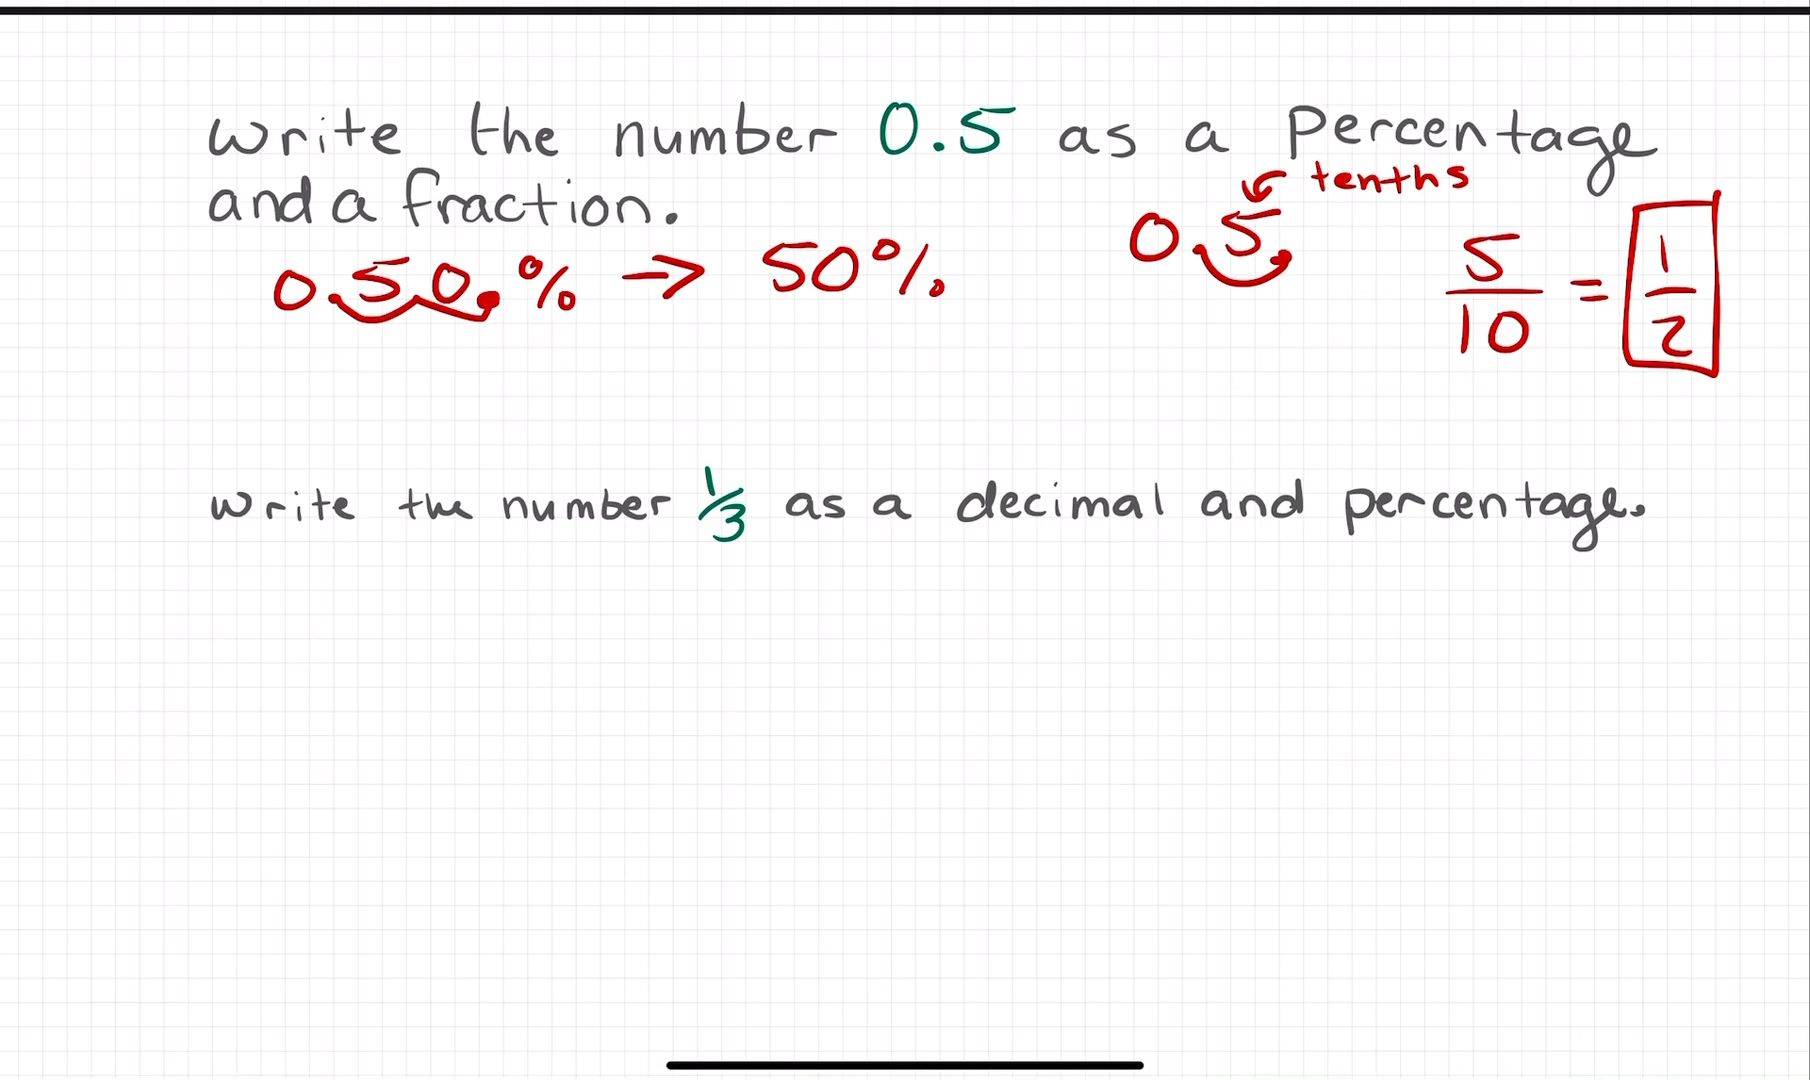 Write the number 0.5 as a Percentage
and a fraction.
0.50.% → 50%
tenths
0.5.
5/10 = 1/2
Write the number 1/3 as a decimal and percentage.